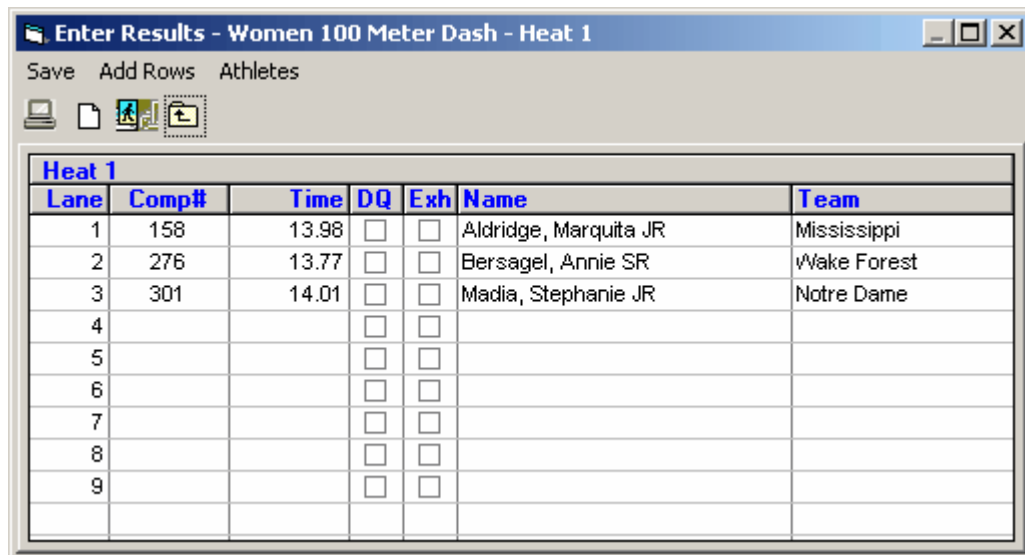 Enter Results - Women 100 Meter Dash - Heat 1
Save Add Rows Athletes
Heat 1
Lane Comp# Time DQ Exh Name Team
1 158 13.98 Aldridge, Marquita JR Mississippi
2 276 13.77 Bersagel, Annie SR Wake Forest
3 301 14.01 Madia, Stephanie JR Notre Dame
4
5
6
7
8
9